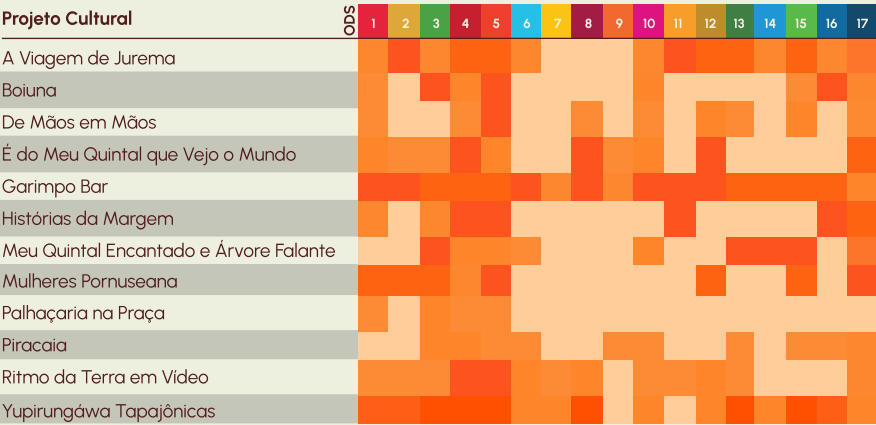 Projeto Cultural ODS 1 2 3 4 5 6 7 8 9 10 11 12 13 14 15 16 17
A Viagem de Jurema
Boiuna
De Mãos em Mãos
É do Meu Quintal que Vejo o Mundo
Garimpo Bar
Histórias da Margem
Meu Quintal Encantado e Árvore Falante
Mulheres Pornuseana
Palhaçaria na Praça
Piracaia
Ritmo da Terra em Vídeo
Yupirungáwa Tapajônicas